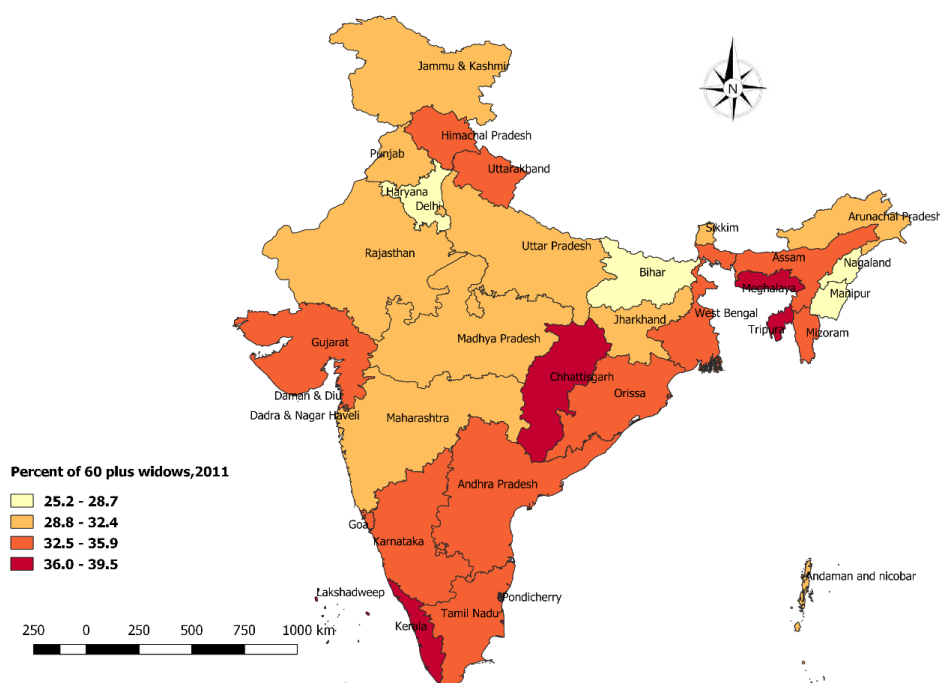 Jammu & Kashmir
N
Himachal Pradesh
Punjab
Uttarakhand
Haryana
Delhi
Arunachal Pradesh
Sikkim
Uttar Pradesh
Rajasthan
Assam
Nagaland
Bihar
Meghalaya
Manipur
West Bengal
Jharkhand
Tripura
Mizoram
Gujarat
Madhya Pradesh
Chhattisgarh
Orissa
Daman & Diu
Dadra & Nagar Haveli
Maharashtra
Percent of 60 plus widows,2011
25.2 - 28.7
28.8 - 32.4
32.5 - 35.9
36.0 - 39.5
Andhra Pradesh
Goa
Karnataka
Andaman and nicobar
Lakshadweep
Pondicherry
Tamil Nadu
Kerala
250 0 250 500 750 1000 km